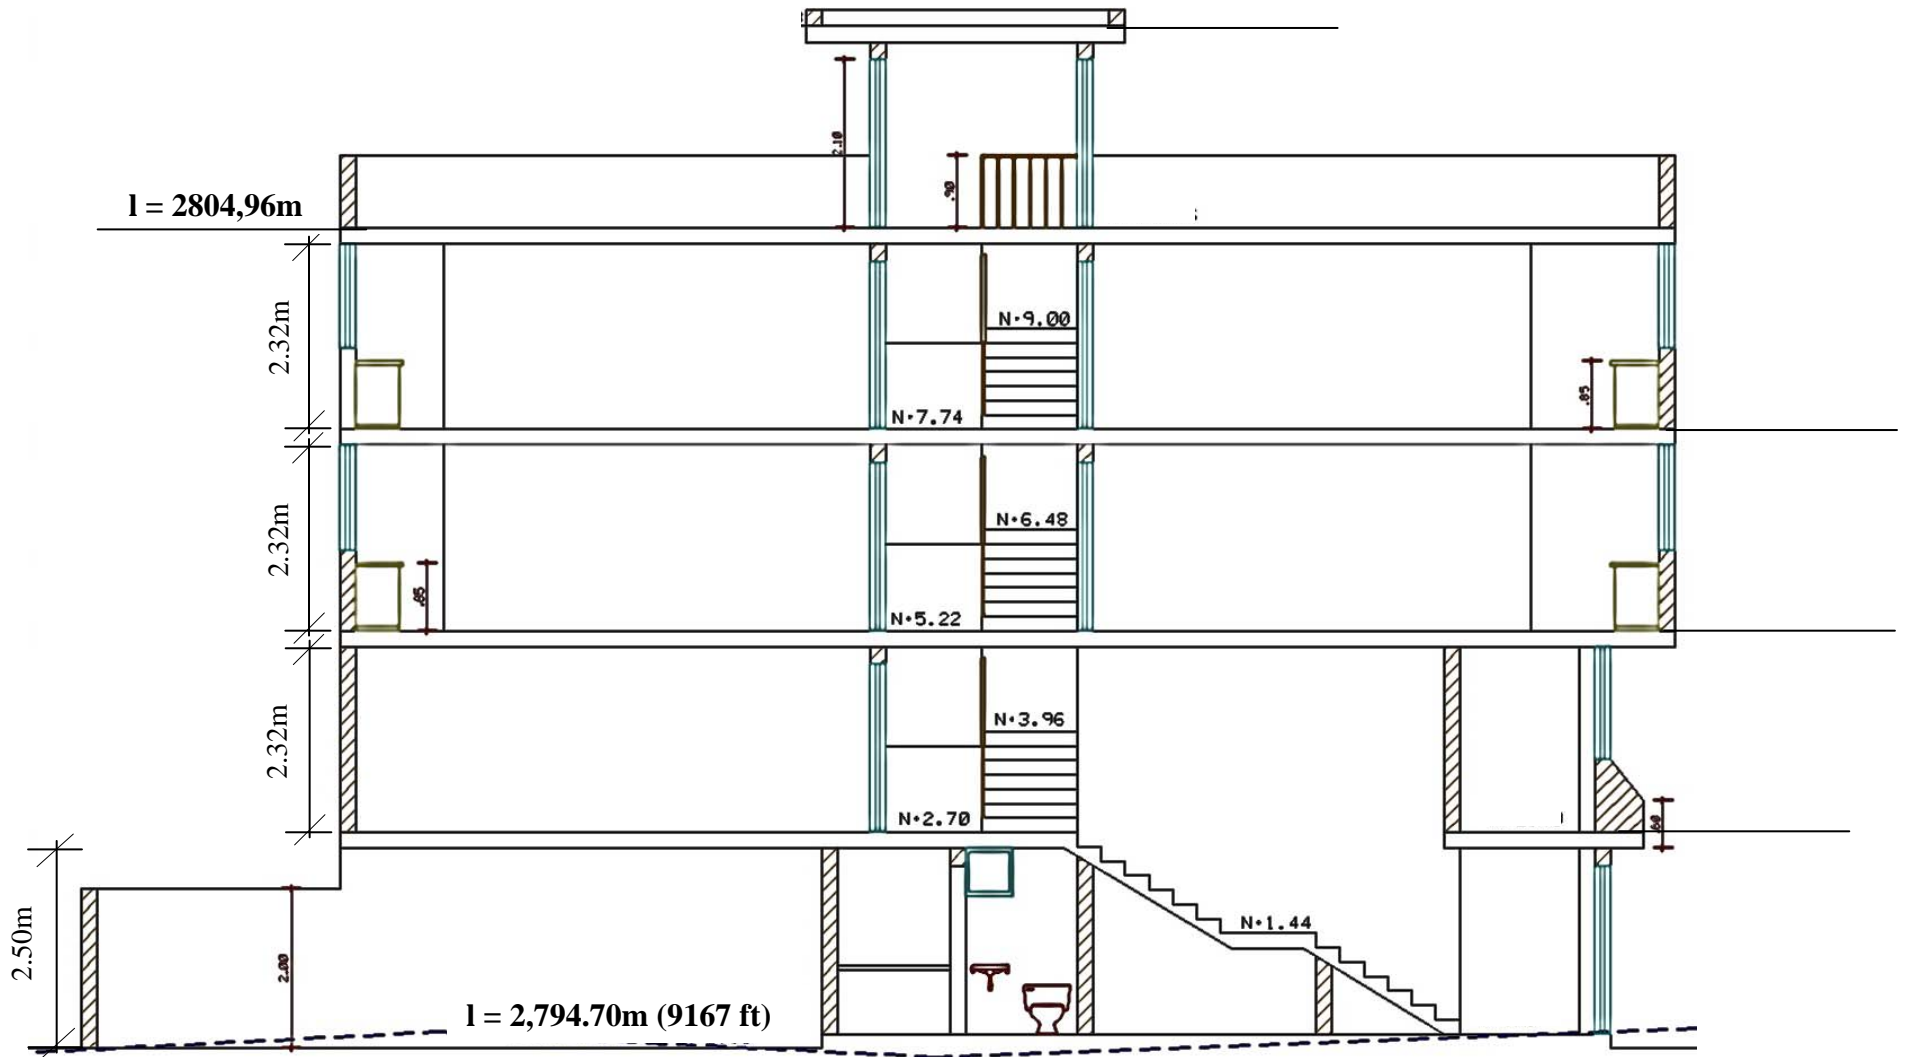 2.10
.90
l = 2804,96m
2.32m
N+9.00
.85
N+7.74
2.32m
N+6.48
.85
N+5.22
2.32m
N+3.96
N+2.70
.60
N+1.44
2.50m
2.00
l = 2,794.70m (9167 ft)